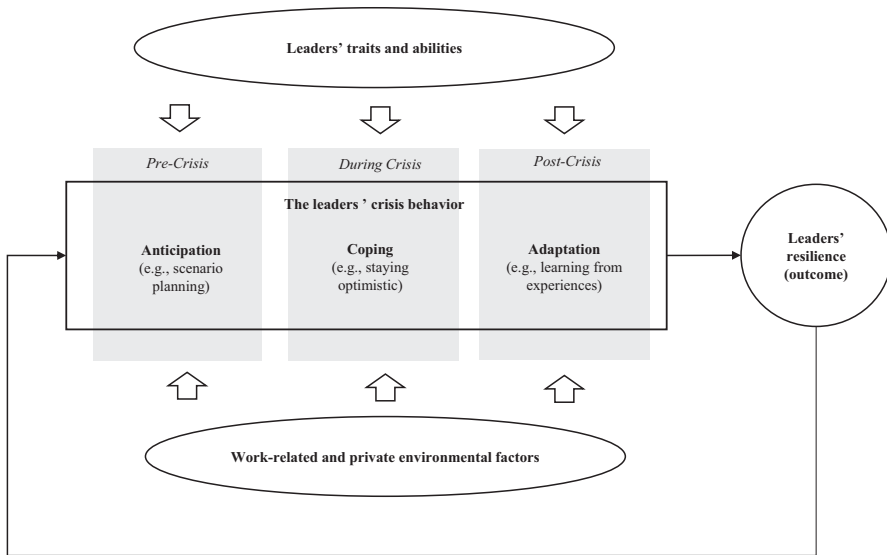 Leaders’ traits and abilities
Pre-Crisis
During Crisis
Post-Crisis
The leaders ’ crisis behavior
Anticipation
(e.g., scenario
planning)
Coping
(e.g., staying
optimistic)
Adaptation
(e.g., learning from
experiences)
Leaders’
resilience
(outcome)
Work-related and private environmental factors